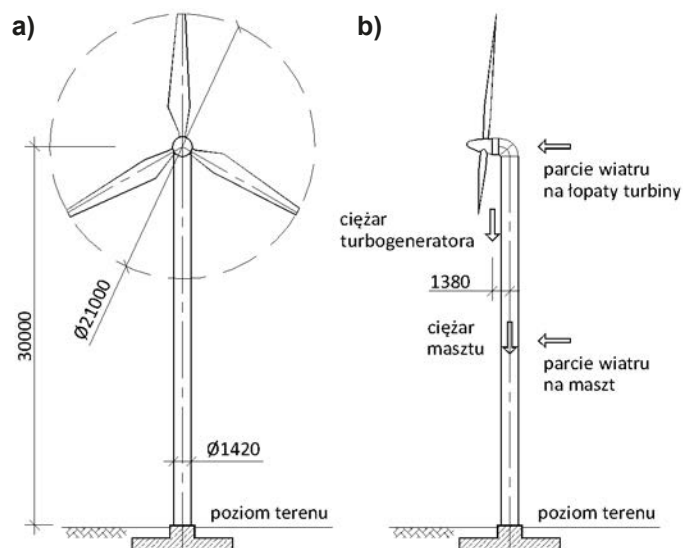 a)
30000
Ø21000
Ø1420
poziom terenu
b)
parcie wiatru
na łopaty turbiny
ciężar
turbogeneratora
1380
ciężar
masztu
parcie wiatru
na maszt
poziom terenu